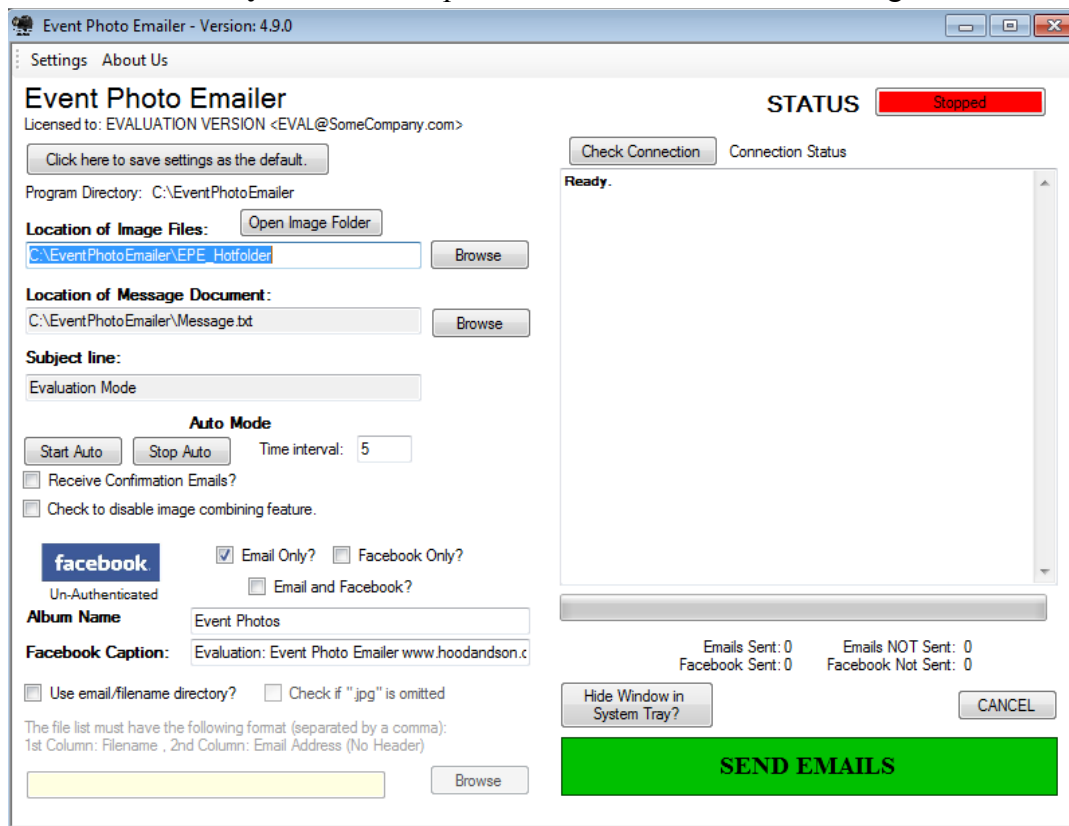 Event Photo Emailer - Version: 4.9.0
Settings About Us
Event Photo Emailer
Licensed to: EVALUATION VERSION <EVAL@SomeCompany.com>
STATUS Stopped
Click here to save settings as the default.
Check Connection Connection Status
Program Directory: C:\EventPhotoEmailer
Ready.
Location of Image Files: Open Image Folder
C:\EventPhotoEmailer\EPE_Hotfolder Browse
Location of Message Document:
C:\EventPhotoEmailer\Message.txt Browse
Subject line:
Evaluation Mode
Auto Mode
Start Auto Stop Auto Time interval: 5
Receive Confirmation Emails?
Check to disable image combining feature.
facebook.
Un-Authenticated
Email Only? Facebook Only?
Email and Facebook?
Album Name Event Photos
Facebook Caption: Evaluation: Event Photo Emailer www.hoodandson.c
Emails Sent: 0 Emails NOT Sent: 0
Facebook Sent: 0 Facebook Not Sent: 0
Use email/filename directory? Check if ".jpg" is omitted
The file list must have the following format (separated by a comma):
1st Column: Filename , 2nd Column: Email Address (No Header)
Browse
Hide Window in
System Tray?
CANCEL
SEND EMAILS